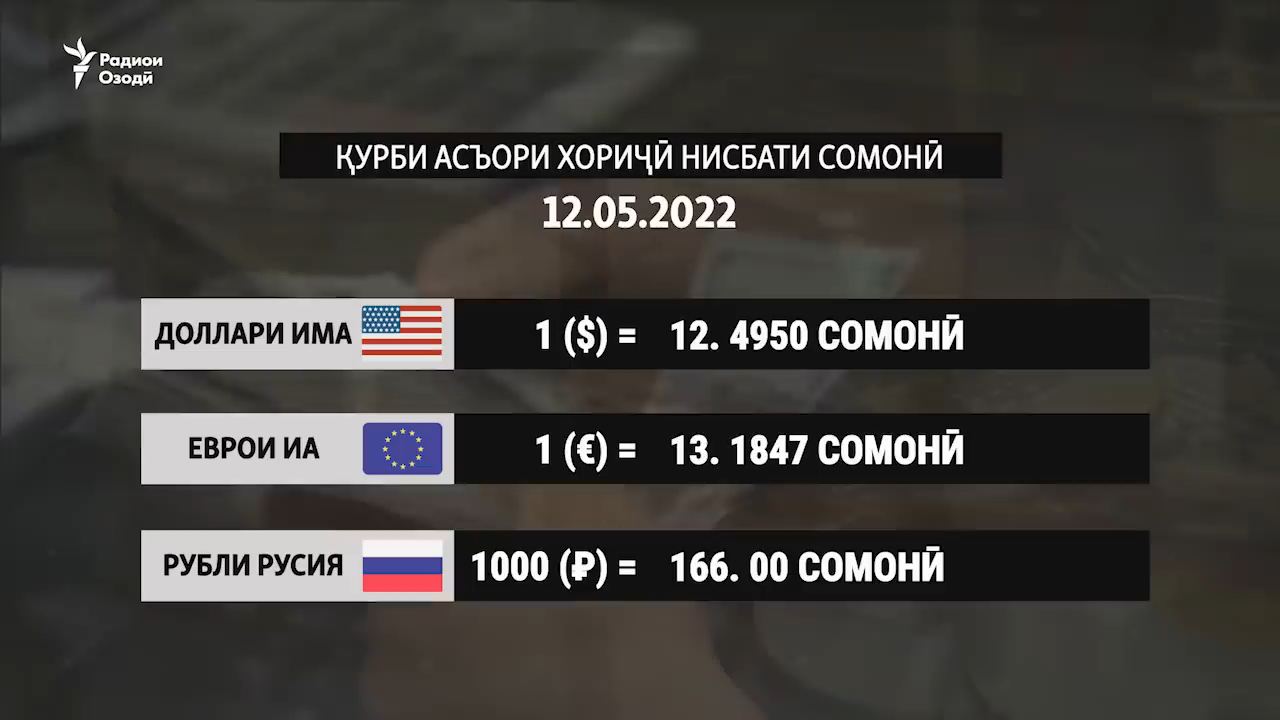 Радиои
Озодӣ
ҚУРБИ АСЪОРИ ХОРИҶӢ НИСБАТИ СОМОНӢ
12.05.2022
ДОЛЛАРИ ИМА 1 ($) = 12. 4950 СОМОНӢ
ЕВРОИ ИА 1 (€) = 13. 1847 СОМОНӢ
РУБЛИ РУСИЯ 1000 (₽) = 166. 00 СОМОНӢ